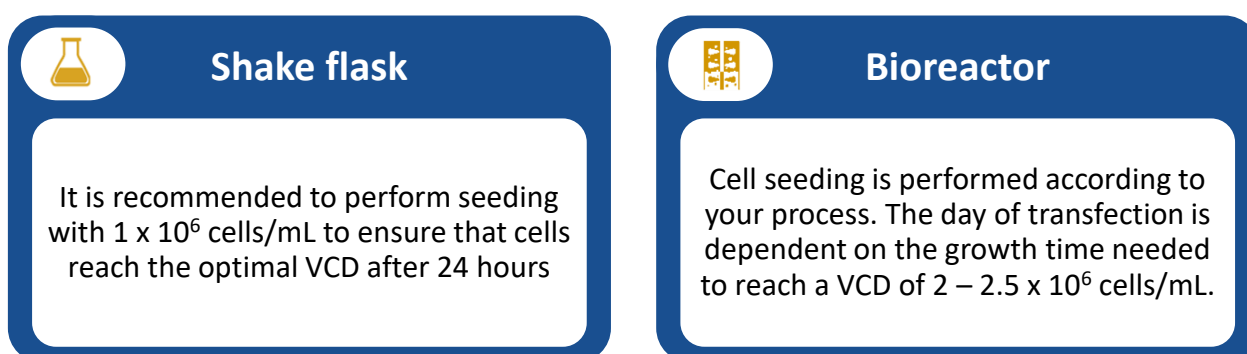 Shake flask
It is recommended to perform seeding
with 1 x 10⁶ cells/mL to ensure that cells
reach the optimal VCD after 24 hours
Bioreactor
Cell seeding is performed according to
your process. The day of transfection is
dependent on the growth time needed
to reach a VCD of 2 – 2.5 x 10⁶ cells/mL.